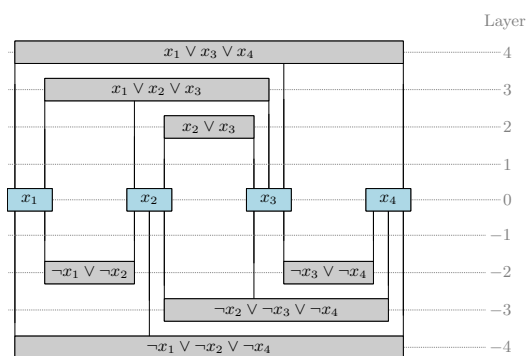 Layer
x₁ ∨ x₃ ∨ x₄ 4
x₁ ∨ x₂ ∨ x₃ 3
x₂ ∨ x₃ 2
1
x₁ x₂ x₃ x₄ 0
−1
¬x₁ ∨ ¬x₂ ¬x₃ ∨ ¬x₄ −2
¬x₂ ∨ ¬x₃ ∨ ¬x₄ −3
¬x₁ ∨ ¬x₂ ∨ ¬x₄ −4